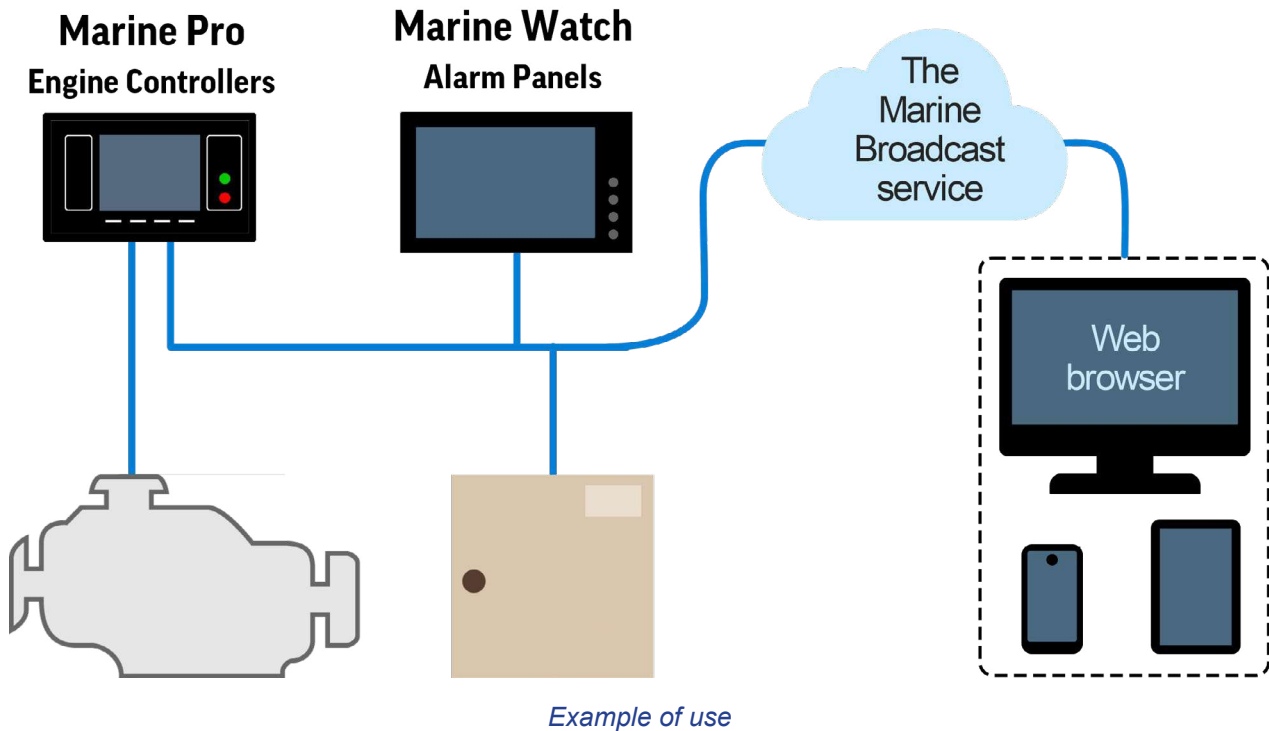 Marine Pro
Engine Controllers
Marine Watch
Alarm Panels
The
Marine
Broadcast
service
Web
browser
Example of use